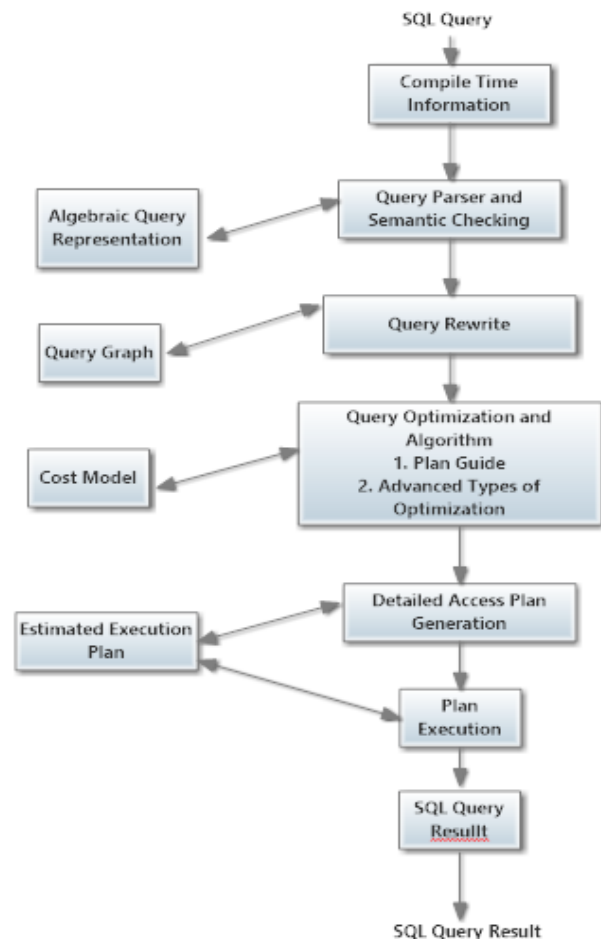 SQL Query
Compile Time
Information
Query Parser and
Semantic Checking
Algebraic Query
Representation
Query Rewrite
Query Graph
Query Optimization and
Algorithm
1. Plan Guide
2. Advanced Types of
Optimization
Cost Model
Detailed Access Plan
Generation
Estimated Execution
Plan
Plan
Execution
SQL Query
Resullt
SQL Query Result